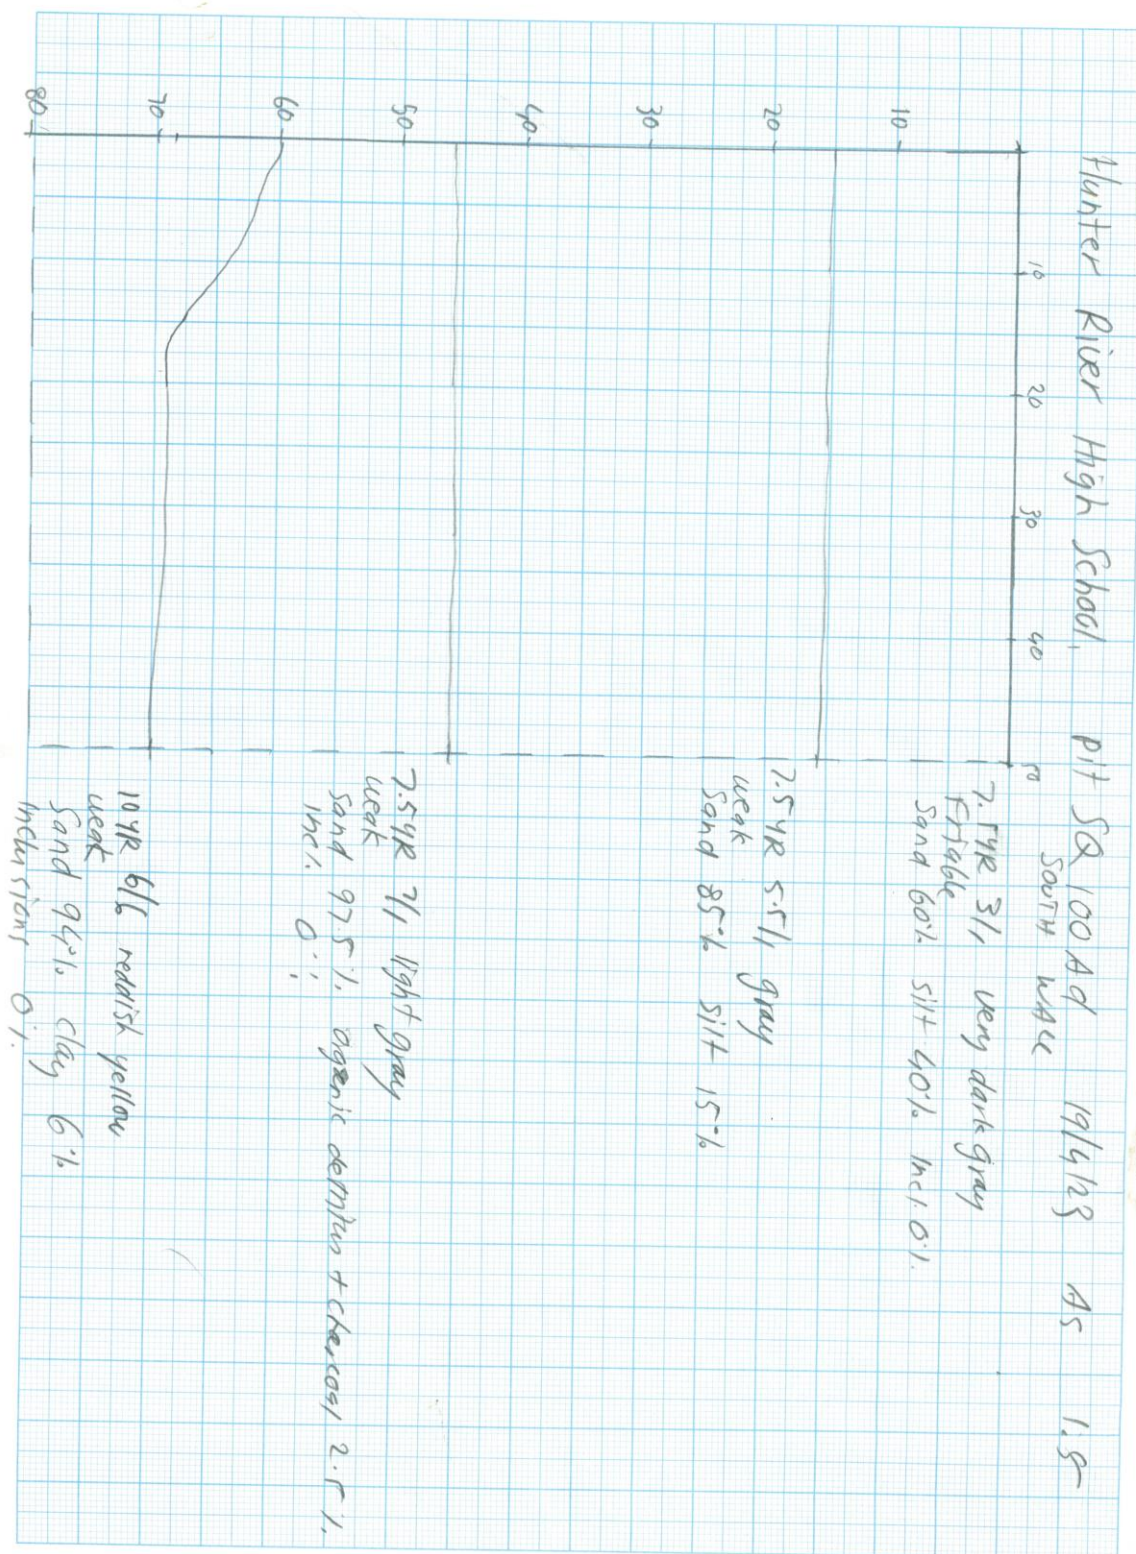 Hunter River High School, Pit SQ 100 Ad 19/4/23 AS 1:5
SOUTH WALL
10 20 30 40 50
10
20
30
40
50
60
70
80
7.5YR 3/1 very dark gray
Friable
Sand 60% silt 40% Incl. 0%
7.5YR 5.5/1 gray
weak
Sand 85% silt 15%
7.5YR 7/1 light gray
weak
Sand 97.5% charcoal 2.5%
incl. 0%
10YR 6/6 reddish yellow
weak
Sand 94% clay 6%
Inclusions 0%